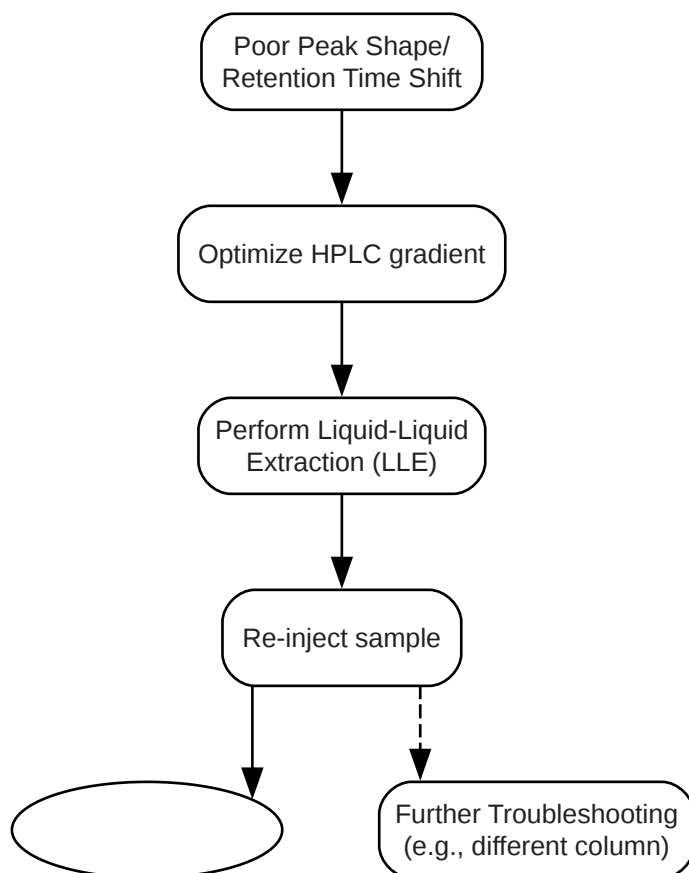 Poor Peak Shape/
Retention Time Shift
Optimize HPLC gradient
Perform Liquid-Liquid
Extraction (LLE)
Re-inject sample
Further Troubleshooting
(e.g., different column)